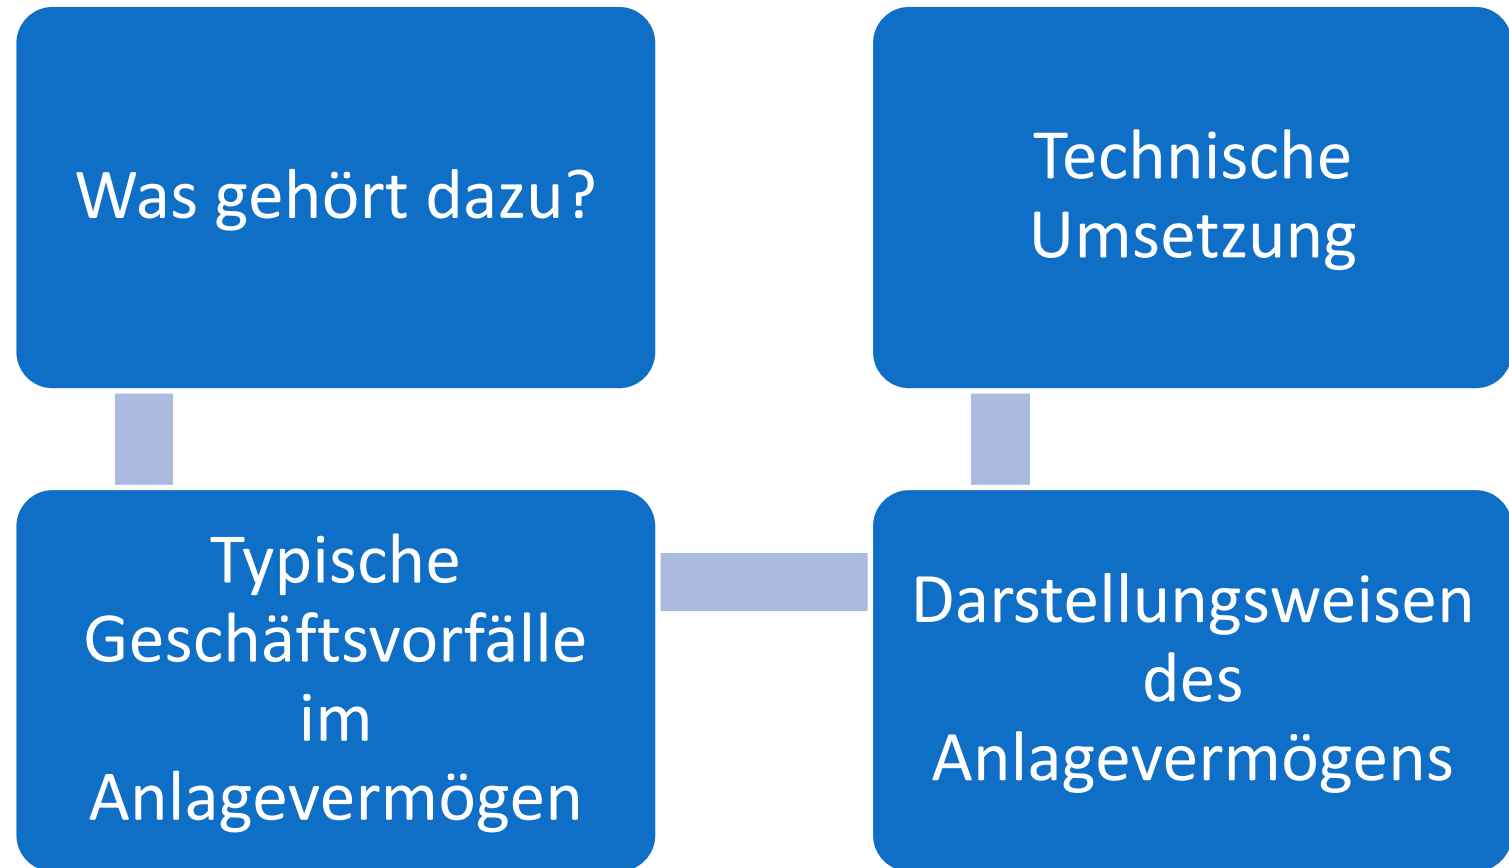 Was gehört dazu?
Typische
Geschäftsvorfälle
im
Anlagevermögen
Darstellungsweisen
des
Anlagevermögens
Technische
Umsetzung